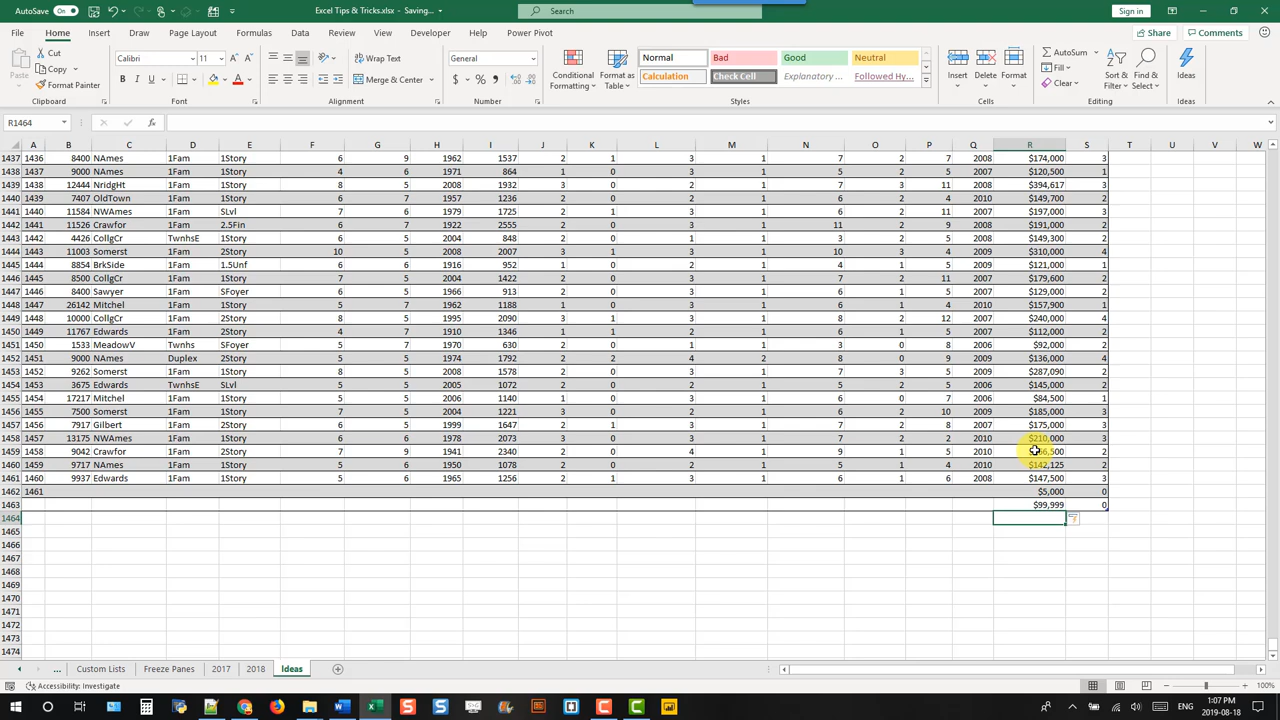 AutoSave On Excel Tips & Tricks.xlsx - Saving... Search Sign in
File Home Insert Draw Page Layout Formulas Data Review View Developer Help Power Pivot Share Comments
Cut Calibri 11 Wrap Text General Normal Bad Good Neutral AutoSum
Copy Fill
Paste Format Painter B I U Merge & Center $ % Conditional Formatting Format as Table Calculation Check Cell Explanatory ... Followed Hy... Insert Delete Format Clear Sort & Filter Find & Select Ideas
Clipboard Font Alignment Number Styles Cells Editing Ideas
R1464 fx
A B C D E F G H I J K L M N O P Q R S T U V W
1437 1436 8400 NAmes 1Fam 1Story 6 9 1962 1537 2 1 3 1 7 2 7 2008 $174,000 3
1438 1437 9000 NAmes 1Fam 1Story 4 6 1971 864 1 0 3 1 5 2 5 2007 $120,500 1
1439 1438 12444 NridgHt 1Fam 1Story 8 5 2008 1932 3 0 2 1 7 3 11 2008 $394,617 3
1440 1439 7407 OldTown 1Fam 1Story 6 7 1957 1236 2 0 2 1 6 2 4 2010 $149,700 2
1441 1440 11526 NWAmes 1Fam SLvl 7 6 1979 1725 2 1 3 1 6 2 11 2007 $197,000 3
1442 1441 11526 Crawfor 1Fam 2.5Fin 6 7 1922 2555 2 0 3 1 11 2 9 2008 $191,000 2
1443 1442 4426 CollgCr TwnhsE 1Story 6 5 2004 848 2 0 1 1 3 2 5 2008 $149,300 2
1444 1443 11003 Somerst 1Fam 2Story 10 5 2008 2007 3 1 3 1 10 3 4 2009 $310,000 4
1445 1444 8854 BrkSide 1Fam 1.5Unf 6 6 1916 952 1 0 2 1 4 1 5 2009 $121,000 1
1446 1445 8500 CollgCr 1Fam 1Story 7 5 2004 1422 2 0 3 1 7 2 11 2007 $179,600 2
1447 1446 8400 Sawyer 1Fam SFoyer 6 6 1966 913 2 0 3 1 6 1 5 2007 $129,000 2
1448 1447 26142 Mitchel 1Fam 1Story 5 7 1962 1188 1 0 3 1 6 1 4 2010 $157,900 1
1449 1448 10000 CollgCr 1Fam 2Story 8 5 1995 2090 3 1 3 1 8 2 12 2007 $240,000 4
1450 1449 11767 Edwards 1Fam 2Story 4 7 1910 1346 1 1 2 1 6 1 5 2007 $112,000 2
1451 1450 1533 MeadowV Twnhs SFoyer 5 7 1970 630 2 0 1 1 3 0 8 2006 $92,000 2
1452 1451 9000 NAmes Duplex 2Story 5 5 1974 1792 2 2 4 2 8 0 9 2009 $136,000 4
1453 1452 9262 Somerst 1Fam 1Story 8 5 2008 1578 2 0 3 1 7 3 5 2009 $287,090 2
1454 1453 3675 Edwards TwnhsE SLvl 5 5 2005 1072 2 0 2 1 5 2 5 2006 $145,000 2
1455 1454 17217 Mitchel 1Fam 1Story 5 5 2006 1140 1 0 3 1 6 0 7 2006 $84,500 1
1456 1455 7500 Somerst 1Fam 1Story 7 5 2004 1221 3 0 2 1 6 2 10 2009 $185,000 3
1457 1456 7917 Gilbert 1Fam 2Story 6 5 1999 1647 2 1 3 1 7 2 8 2007 $175,000 3
1458 1457 13175 NWAmes 1Fam 1Story 6 6 1978 2073 3 0 3 1 7 2 2 2010 $210,000 3
1459 1458 9042 Crawfor 1Fam 2Story 7 9 1941 2340 2 0 4 1 9 1 5 2010 2
1460 1459 9717 NAmes 1Fam 1Story 5 6 1950 1078 2 0 2 1 5 1 4 2010 $142,125 2
1461 1460 9937 Edwards 1Fam 1Story 5 6 1965 1256 2 1 3 1 6 1 6 2008 $147,500 3
1462 1461 $5,000 0
1463 $99,999 0
1464
1465
1466
1467
1468
1469
1470
1471
1472
1473
1474
... Custom Lists Freeze Panes 2017 2018 Ideas
Accessibility: Investigate 100%
ENG 1:07 PM 2019-08-18